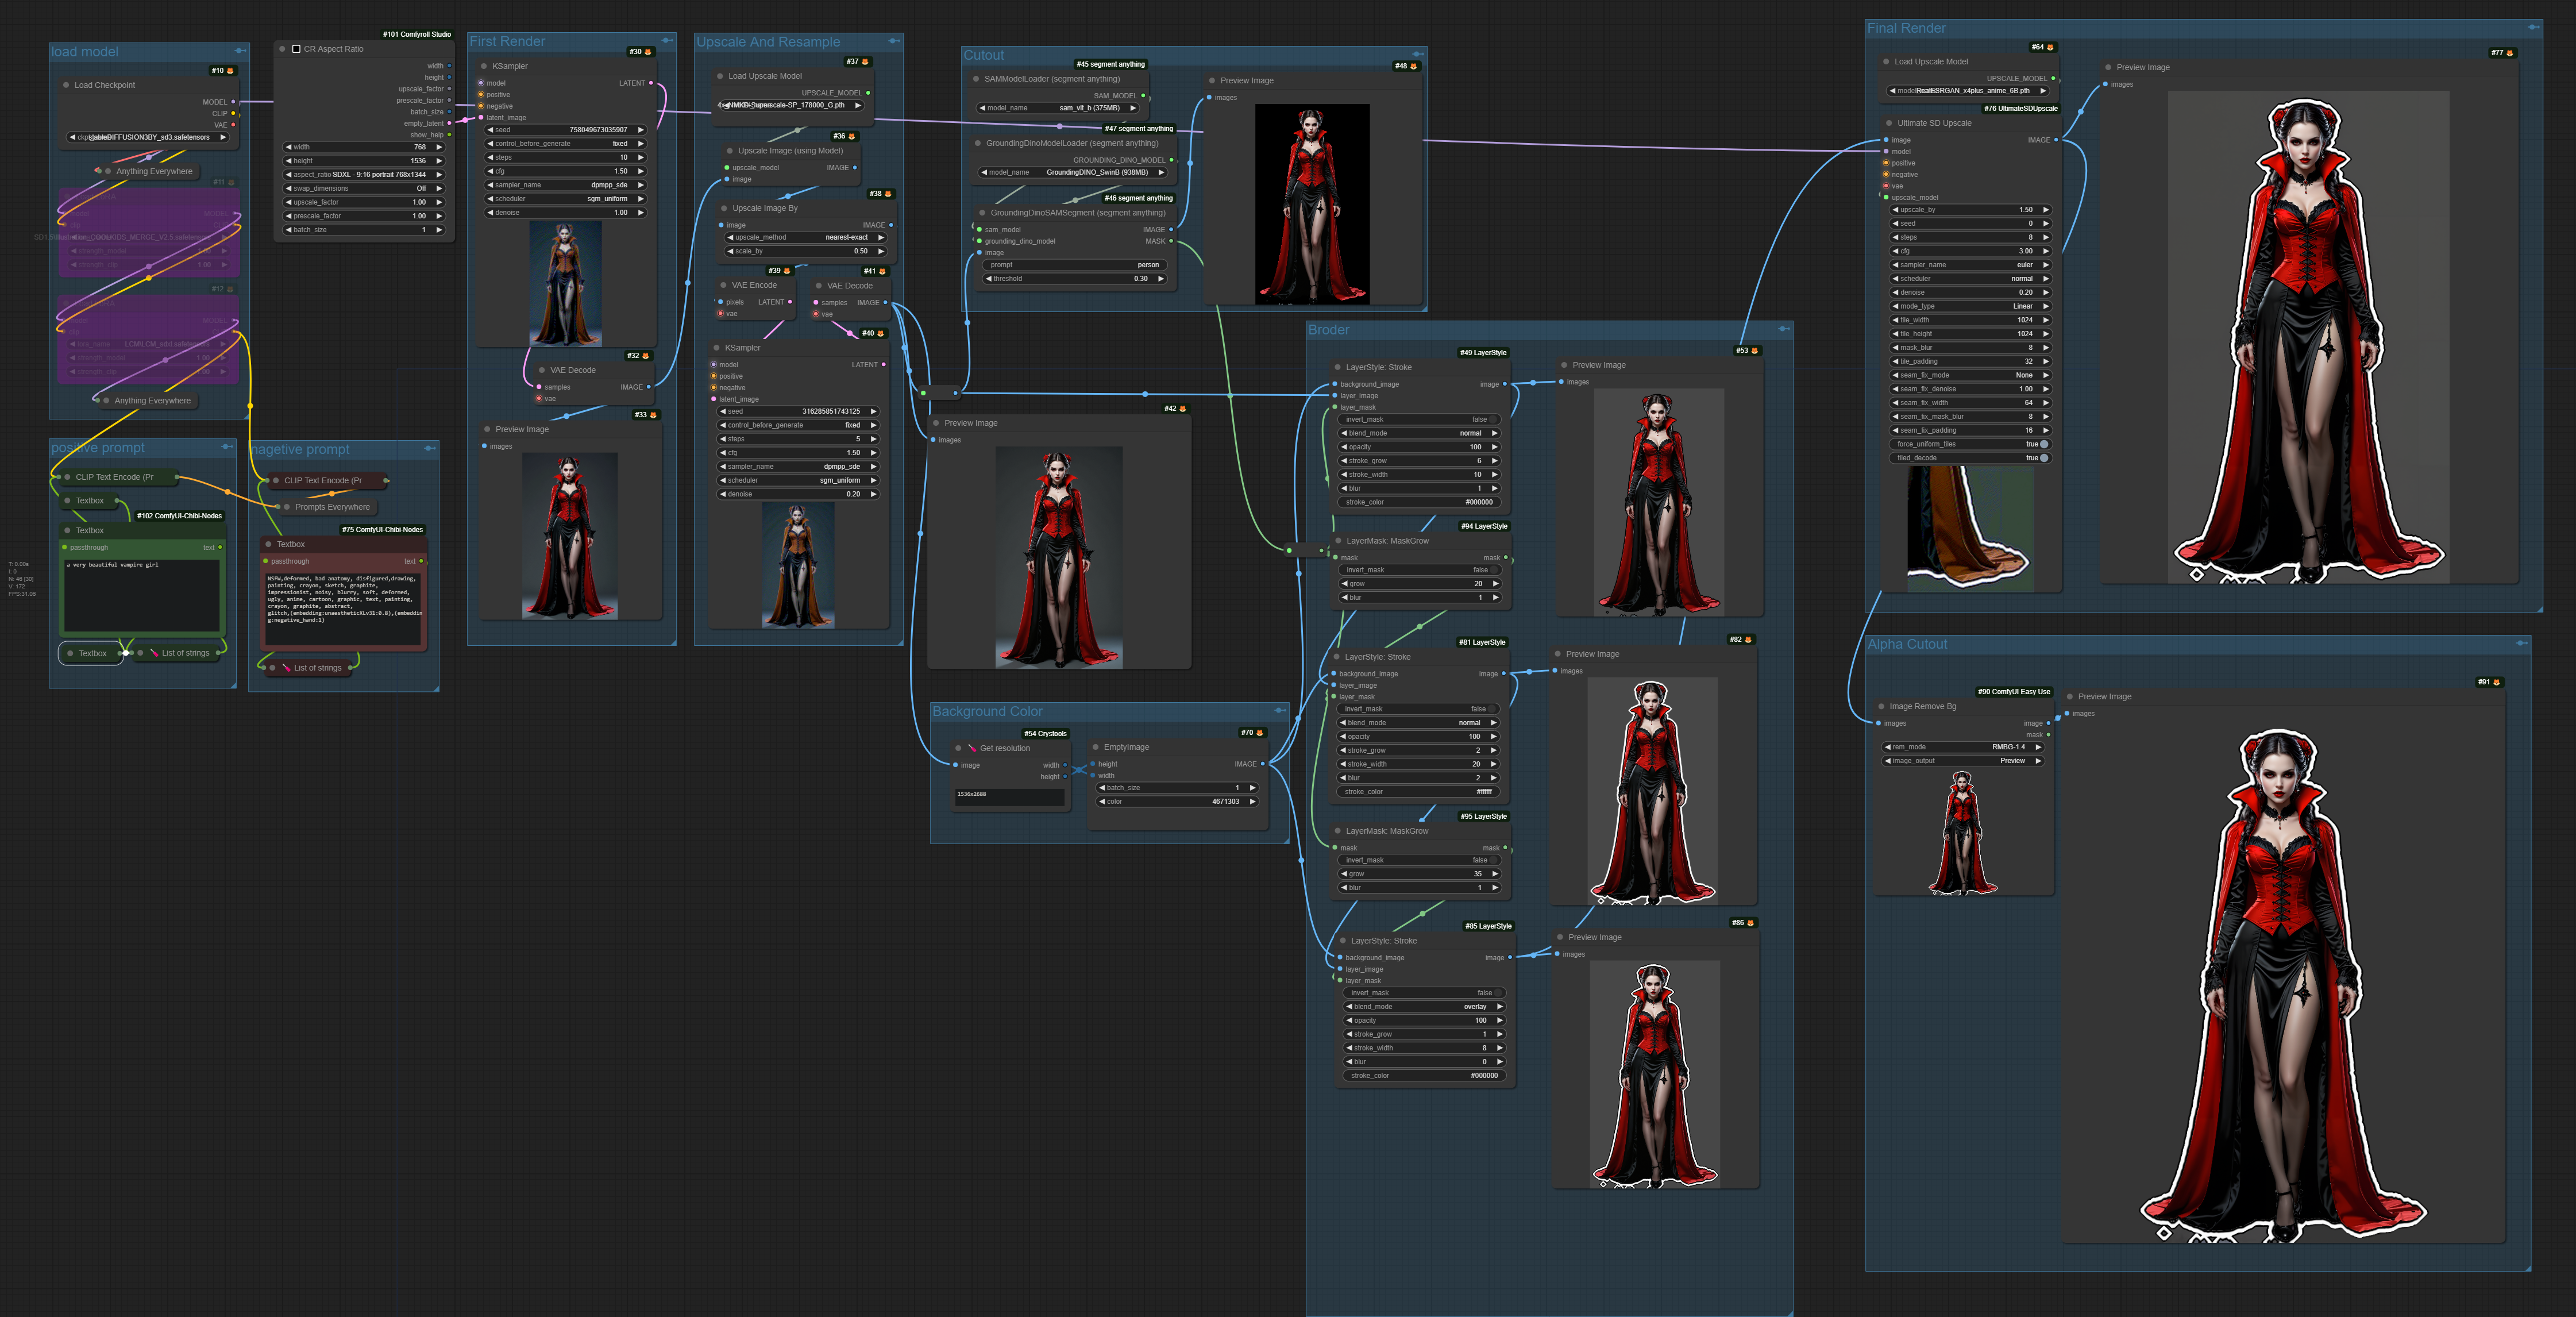 load model
#10
Load Checkpoint
MODEL
CLIP
VAE
Anything Everywhere
#11
#12
Anything Everywhere
#101 Comfyroll Studio
CR Aspect Ratio
width
height
upscale_factor
prescale_factor
batch_size
empty_latent
show_help
width 768
height 1536
aspect_ratio SDXL - 9:16 portrait 768x1344
swap_dimensions Off
upscale_factor 1.00
prescale_factor 1.00
batch_size 1
positive prompt
CLIP Text Encode (Pr
Textbox
#102 ComfyUI-Chibi-Nodes
Textbox
passthrough text
a very beautiful vampire girl
Textbox
List of strings
T: 0.00s
I: 0
N: 46 [30]
V: 172
FPS:31.06
nagetive prompt
CLIP Text Encode (Pr
Prompts Everywhere
#75 ComfyUI-Chibi-Nodes
Textbox
passthrough text
NSFW,deformed, bad anatomy, disfigured,drawing,
painting, crayon, sketch, graphite,
impressionist, noisy, blurry, soft, deformed,
ugly, anime, cartoon, graphic, text, painting,
crayon, graphite, abstract,
glitch,(embedding:unaestheticXLv31:0.8),(embeddin
g:negative_hand:1)
List of strings
First Render
#30
KSampler
model LATENT
positive
negative
latent_image
seed 758049673035907
control_before_generate fixed
steps 10
cfg 1.50
sampler_name dpmpp_sde
scheduler sgm_uniform
denoise 1.00
#32
VAE Decode
samples IMAGE
vae
#33
Preview Image
images
Upscale And Resample
#37
Load Upscale Model
UPSCALE_MODEL
#36
Upscale Image (using Model)
upscale_model IMAGE
image
#38
Upscale Image By
image IMAGE
upscale_method nearest-exact
scale_by 0.50
#39
VAE Encode
pixels LATENT
vae
#41
VAE Decode
samples IMAGE
vae
#40
KSampler
model LATENT
positive
negative
latent_image
seed 316285851743125
control_before_generate fixed
steps 5
cfg 1.50
sampler_name dpmpp_sde
scheduler sgm_uniform
denoise 0.20
#42
Preview Image
images
Cutout
#45 segment anything
SAMModelLoader (segment anything)
SAM_MODEL
model_name sam_vit_b (375MB)
#47 segment anything
GroundingDinoModelLoader (segment anything)
GROUNDING_DINO_MODEL
model_name GroundingDINO_SwinB (938MB)
#46 segment anything
GroundingDinoSAMSegment (segment anything)
sam_model IMAGE
grounding_dino_model MASK
image
prompt person
threshold 0.30
#48
Preview Image
images
Background Color
#54 Crystools
Get resolution
image width
height
1536x2688
#70
EmptyImage
height IMAGE
width
batch_size 1
color 4671303
Broder
#49 LayerStyle
LayerStyle: Stroke
background_image image
layer_image
layer_mask
invert_mask false
blend_mode normal
opacity 100
stroke_grow 6
stroke_width 10
blur 1
stroke_color #000000
#53
Preview Image
images
#94 LayerStyle
LayerMask: MaskGrow
mask mask
invert_mask false
grow 20
blur 1
#81 LayerStyle
LayerStyle: Stroke
background_image image
layer_image
layer_mask
invert_mask false
blend_mode normal
opacity 100
stroke_grow 2
stroke_width 20
blur 2
stroke_color #ffffff
#82
Preview Image
images
#95 LayerStyle
LayerMask: MaskGrow
mask mask
invert_mask false
grow 35
blur 1
#85 LayerStyle
LayerStyle: Stroke
background_image image
layer_image
layer_mask
invert_mask false
blend_mode overlay
opacity 100
stroke_grow 1
stroke_width 8
blur 0
stroke_color #000000
#86
Preview Image
images
Final Render
#64
Load Upscale Model
UPSCALE_MODEL
#76 UltimateSDUpscale
Ultimate SD Upscale
image IMAGE
model
positive
negative
vae
upscale_model
upscale_by 1.50
seed 0
steps 8
cfg 3.00
sampler_name euler
scheduler normal
denoise 0.20
mode_type Linear
tile_width 1024
tile_height 1024
mask_blur 8
tile_padding 32
seam_fix_mode None
seam_fix_denoise 1.00
seam_fix_width 64
seam_fix_mask_blur 8
seam_fix_padding 16
force_uniform_tiles true
tiled_decode true
#77
Preview Image
images
Alpha Cutout
#90 ComfyUI Easy Use
Image Remove Bg
images image
mask
rem_mode RMBG-1.4
image_output Preview
#91
Preview Image
images